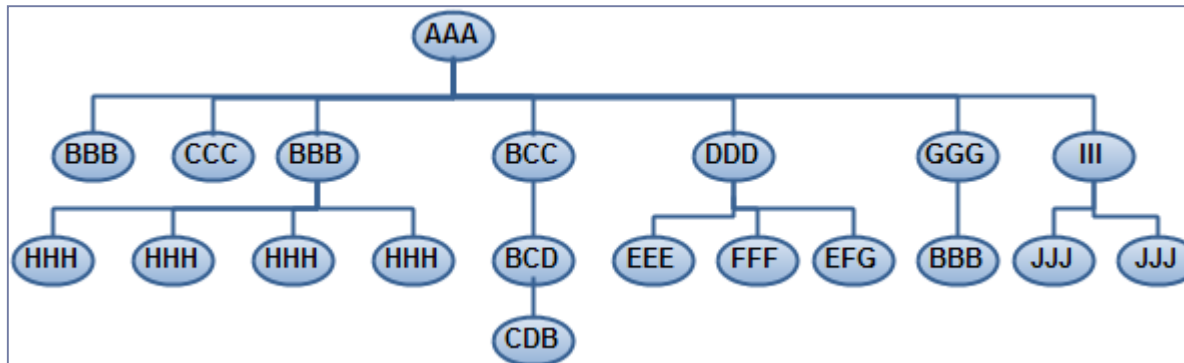 AAA
BBB CCC BBB BCC DDD GGG III
HHH HHH HHH HHH BCD EEE FFF EFG BBB JJJ JJJ
CDB